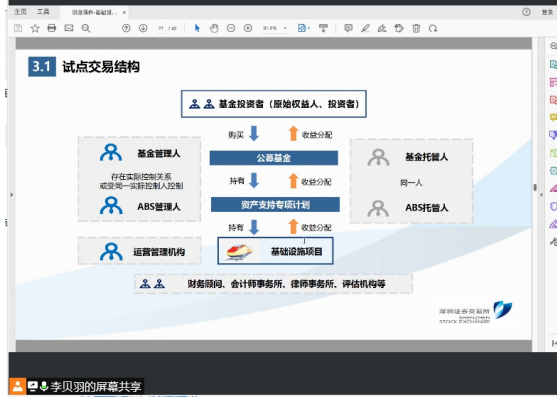 主页 工具
登录
31.9%
3.1 试点交易结构
基金投资者（原始权益人、投资者）
购买 收益分配
基金管理人
公募基金
基金托管人
存在实际控制关系
或受同一实际控制人控制
持有 收益分配
同一人
ABS管理人
资产支持专项计划
ABS托管人
持有 收益分配
运营管理机构
基础设施项目
财务顾问、会计师事务所、律师事务所、评估机构等
深圳证券交易所
SHENZHEN
STOCK EXCHANGE
李贝羽的屏幕共享